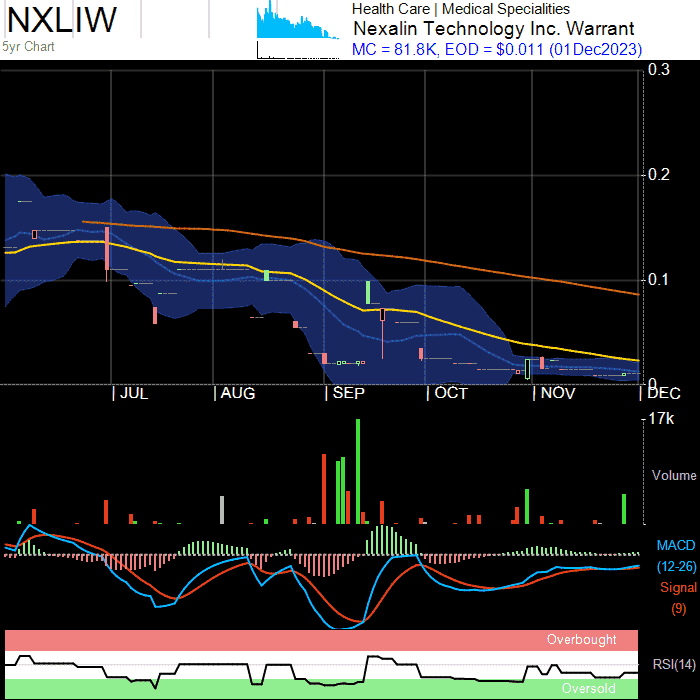 NXLIW
5yr Chart
Health Care | Medical Specialities
Nexalin Technology Inc. Warrant
MC = 81.8K, EOD = $0.011 (01Dec2023)
0.3
0.2
0.1
0
JUL AUG SEP OCT NOV DEC
17k
Volume
MACD
(12-26)
Signal
(9)
Overbought
RSI(14)
Oversold